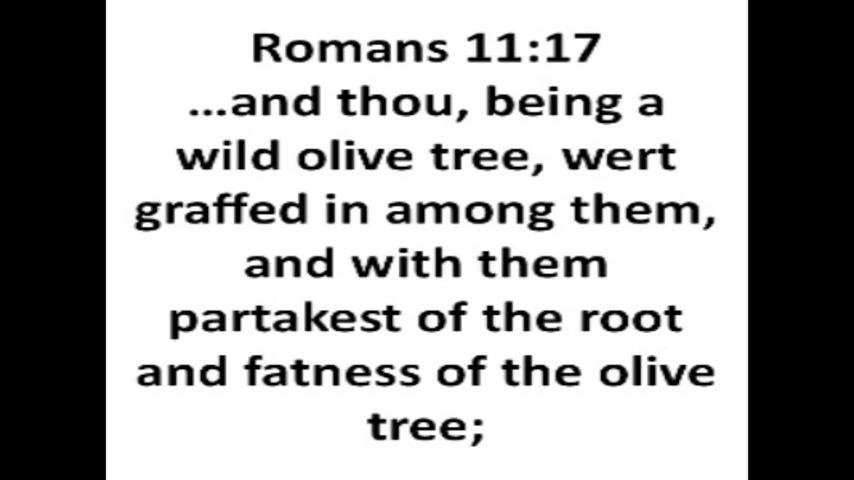 Romans 11:17
...and thou, being a
wild olive tree, wert
graffed in among them,
and with them
partakest of the root
and fatness of the olive
tree;